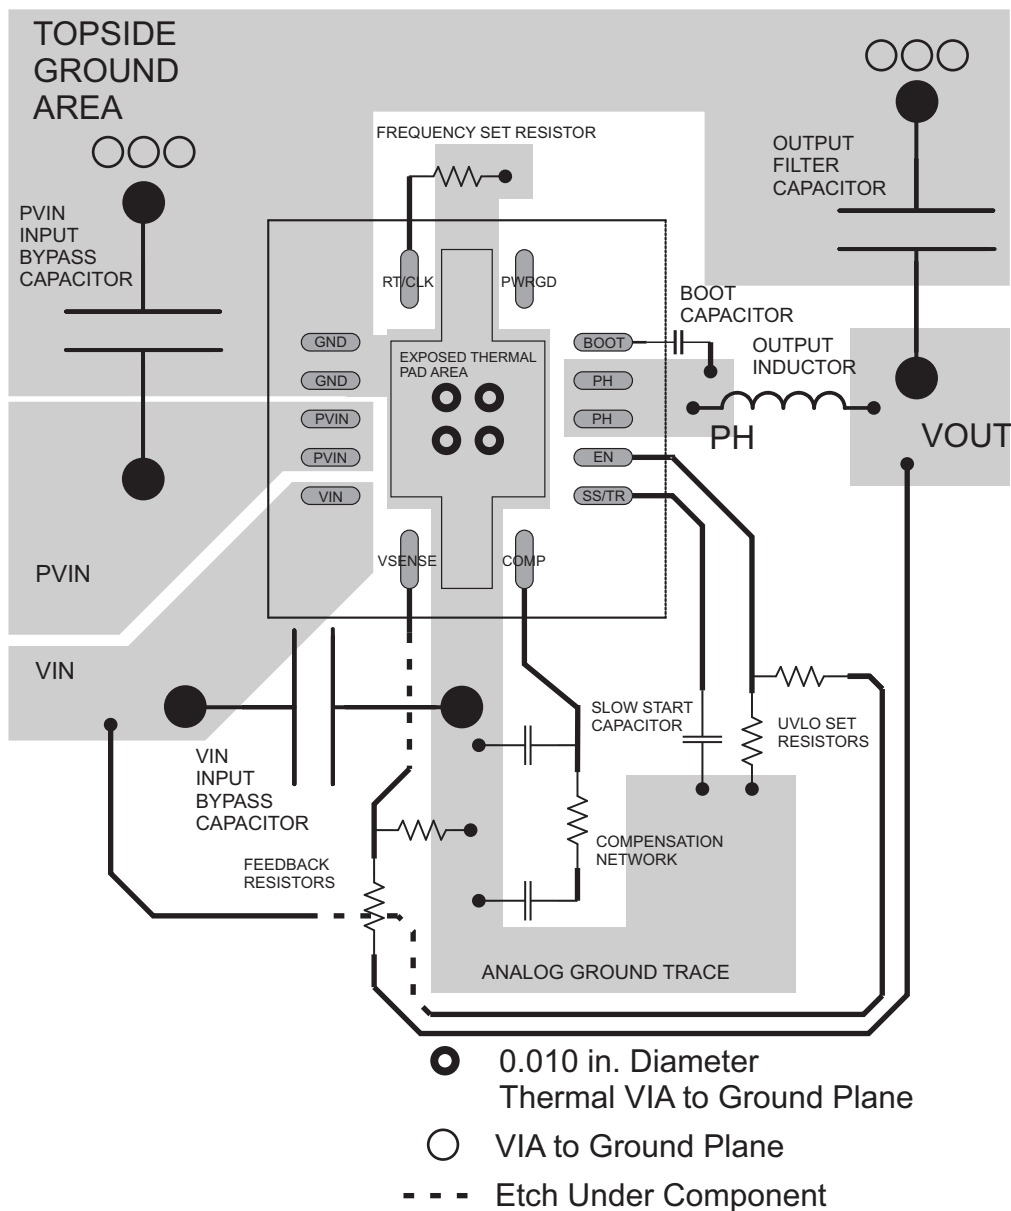 TOPSIDE
GROUND
AREA
FREQUENCY SET RESISTOR
OUTPUT
FILTER
CAPACITOR
PVIN
INPUT
BYPASS
CAPACITOR
RT/CLK
PWRGD
BOOT
CAPACITOR
GND
EXPOSED THERMAL
PAD AREA
BOOT
OUTPUT
INDUCTOR
GND
PH
PVIN
PH
PH
VOUT
PVIN
EN
VIN
SS/TR
VSENSE
COMP
PVIN
VIN
SLOW START
CAPACITOR
UVLO SET
RESISTORS
VIN
INPUT
BYPASS
CAPACITOR
COMPENSATION
NETWORK
FEEDBACK
RESISTORS
ANALOG GROUND TRACE
0.010 in. Diameter
Thermal VIA to Ground Plane
VIA to Ground Plane
Etch Under Component